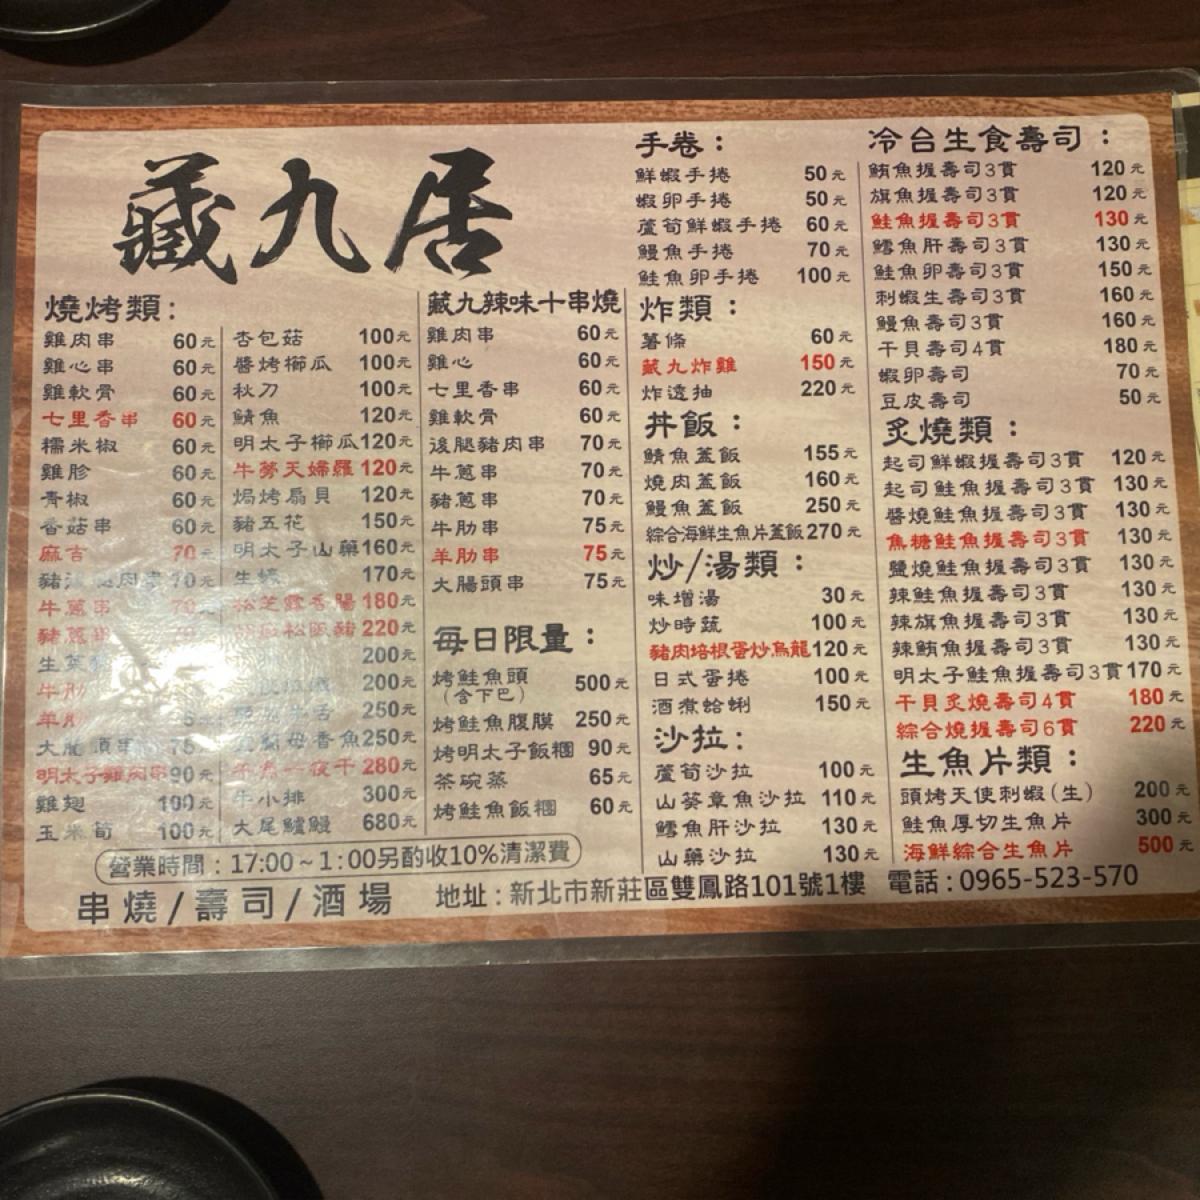 藏九居
燒烤類：
雞肉串 60元
雞心串 60元
雞軟骨 60元
七里香串 60元
糯米椒 60元
雞胗 60元
青椒 60元
香菇串 60元
麻吉 70元
豬後腿肉串 70元
牛蔥串 70元
豬蔥串 70
生
牛肋
羊肋
大腸頭串 75元
明太子雞肉串 90元
雞翅 100元
玉米筍 100元
杏包菇 100元
醬烤櫛瓜 100元
秋刀 100元
鯖魚 120元
明太子櫛瓜 120元
牛蒡天婦羅 120元
焗烤扇貝 120元
豬五花 150元
明太子山藥 160元
生蠔 170元
松芝露香腸 180元
松阪豬 220元
200元
200元
牛舌 250元
母香魚 250元
一夜干 280元
牛小排 300元
大尾鱸鰻 680元
藏九辣味十串燒
雞肉串 60元
雞心 60元
七里香串 60元
雞軟骨 60元
後腿豬肉串 70元
牛蔥串 70元
豬蔥串 70元
牛肋串 75元
羊肋串 75元
大腸頭串 75元
每日限量：
烤鮭魚頭 500元
(含下巴)
烤鮭魚腹膜 250元
烤明太子飯糰 90元
茶碗蒸 65元
烤鮭魚飯糰 60元
手卷：
鮮蝦手捲 50元
蝦卵手捲 50元
蘆筍鮮蝦手捲 60元
鰻魚手捲 70元
鮭魚卵手捲 100元
炸類：
薯條 60元
藏九炸雞 150元
炸透抽 220元
丼飯：
鯖魚蓋飯 155元
燒肉蓋飯 160元
鰻魚蓋飯 250元
綜合海鮮生魚片蓋飯 270元
炒/湯類：
味增湯 30元
炒時蔬 100元
豬肉培根蛋炒烏龍 120元
日式蛋捲 100元
酒煮蛤蜊 150元
沙拉：
蘆筍沙拉 100元
山葵章魚沙拉 110元
鱈魚肝沙拉 130元
山藥沙拉 130元
冷台生食壽司：
鮪魚握壽司3貫 120元
旗魚握壽司3貫 120元
鮭魚握壽司3貫 130元
鱈魚肝壽司3貫 130元
鮭魚卵壽司3貫 150元
刺蝦生壽司3貫 160元
鰻魚壽司3貫 160元
干貝壽司4貫 180元
蝦卵壽司 70元
豆皮壽司 50元
炙燒類：
起司鮮蝦握壽司3貫 120元
起司鮭魚握壽司3貫 130元
醬燒鮭魚握壽司3貫 130元
焦糖鮭魚握壽司3貫 130元
鹽燒鮭魚握壽司3貫 130元
辣鮭魚握壽司3貫 130元
辣旗魚握壽司3貫 130元
辣鮪魚握壽司3貫 130元
明太子鮭魚握壽司3貫 170元
干貝炙燒壽司4貫 180元
綜合燒握壽司6貫 220元
生魚片類：
頭烤天使刺蝦(生) 200元
鮭魚厚切生魚片 300元
海鮮綜合生魚片 500元
營業時間：17:00~1:00另酌收10%清潔費
串燒/壽司/酒場 地址：新北市新莊區雙鳳路101號1樓 電話：0965-523-570